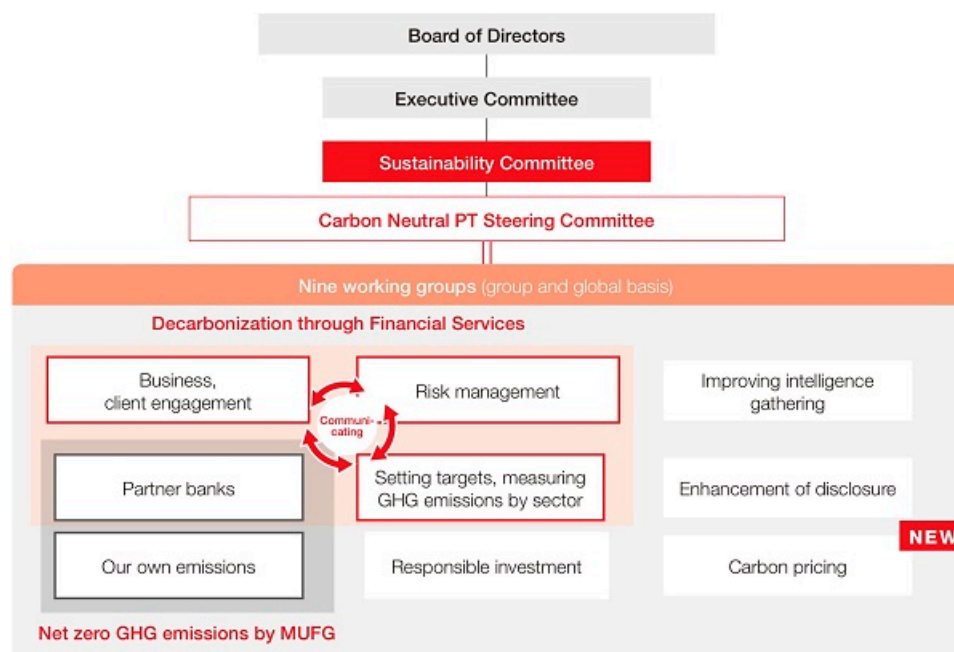 Board of Directors
Executive Committee
Sustainability Committee
Carbon Neutral PT Steering Committee
Nine working groups (group and global basis)
Decarbonization through Financial Services
Business,
client engagement
Communi-
cating
Risk management
Improving intelligence
gathering
Partner banks
Setting targets, measuring
GHG emissions by sector
Enhancement of disclosure
NEW
Our own emissions
Responsible investment
Carbon pricing
Net zero GHG emissions by MUFG